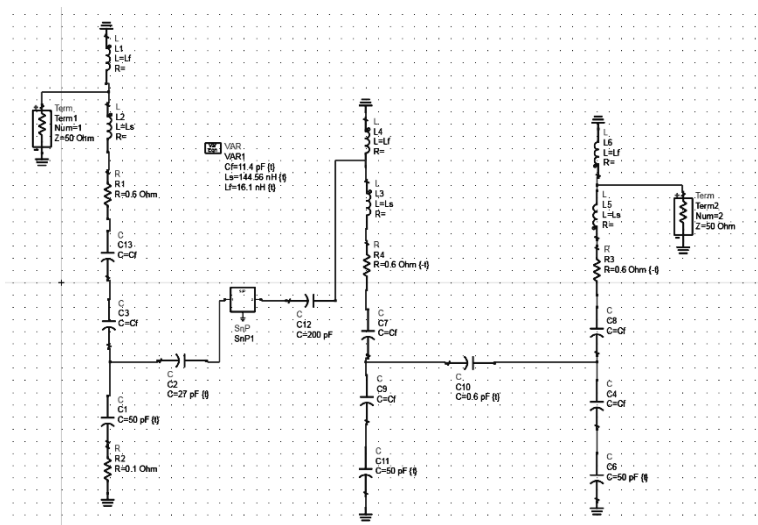 L
L1
L=Lf
R=
Term
Term1
Num=1
Z=50 Ohm
L
L2
L=Ls
R=
R
R1
R=0.6 Ohm
C
C13
C=Cf
C
C3
C=Cf
C
C2
C=27 pF {t}
C
C1
C=50 pF {t}
R
R2
R=0.1 Ohm
Var
Eqn
VAR
VAR1
Cf=11.4 pF {t}
Ls=144.56 nH {t}
Lf=16.1 nH {t}
SnP
SnP1
C
C12
C=200 pF
L
L4
L=Lf
R=
L
L3
L=Ls
R=
R
R4
R=0.6 Ohm {-t}
C
C7
C=Cf
C
C9
C=Cf
C
C11
C=50 pF {t}
C
C10
C=0.6 pF {t}
L
L6
L=Lf
R=
L
L5
L=Ls
R=
Term
Term2
Num=2
Z=50 Ohm
R
R3
R=0.6 Ohm {-t}
C
C8
C=Cf
C
C4
C=Cf
C
C6
C=50 pF {t}